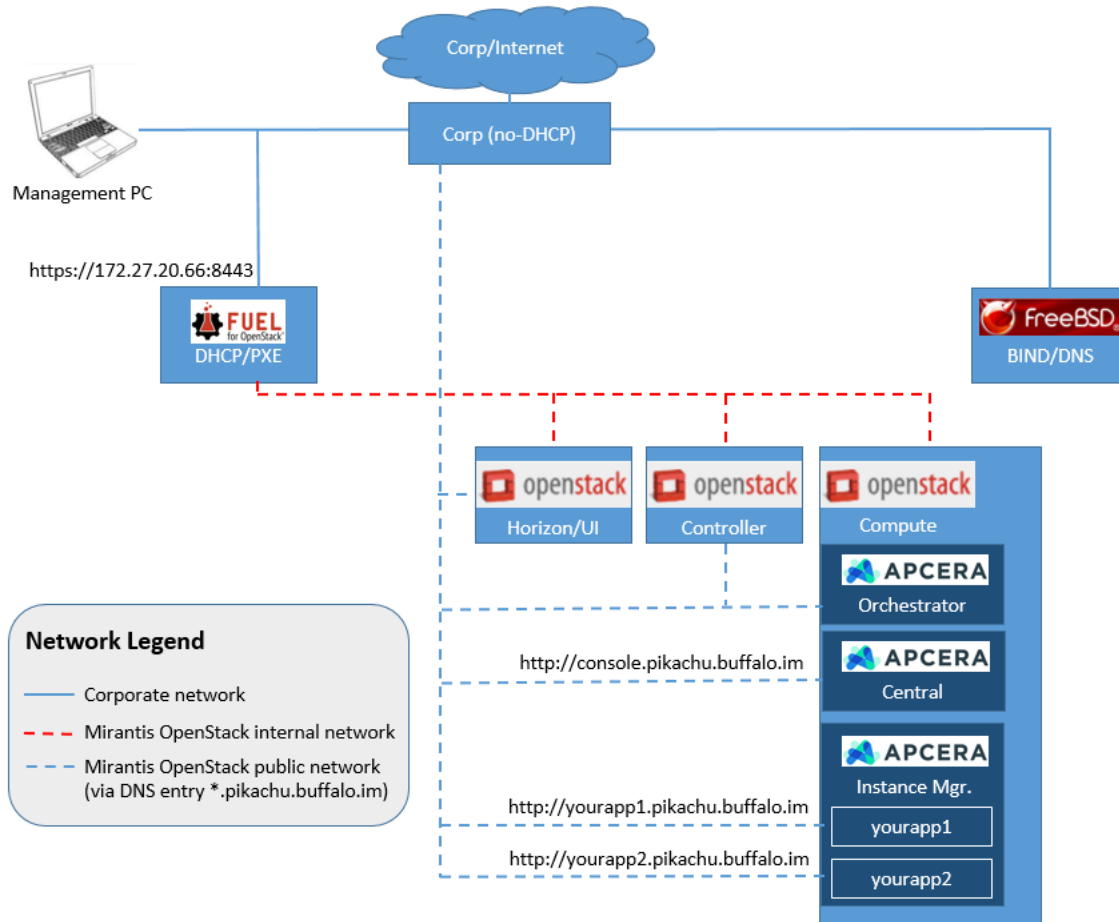 Corp/Internet
Corp (no-DHCP)
Management PC
https://172.27.20.66:8443
FUEL
for OpenStack
DHCP/PXE
FreeBSD®
BIND/DNS
openstack
Horizon/UI
openstack
Controller
openstack
Compute
APCERA
Orchestrator
http://console.pikachu.buffalo.im
APCERA
Central
APCERA
Instance Mgr.
http://yourapp1.pikachu.buffalo.im
yourapp1
http://yourapp2.pikachu.buffalo.im
yourapp2
Network Legend
Corporate network
Mirantis OpenStack internal network
Mirantis OpenStack public network
(via DNS entry *.pikachu.buffalo.im)